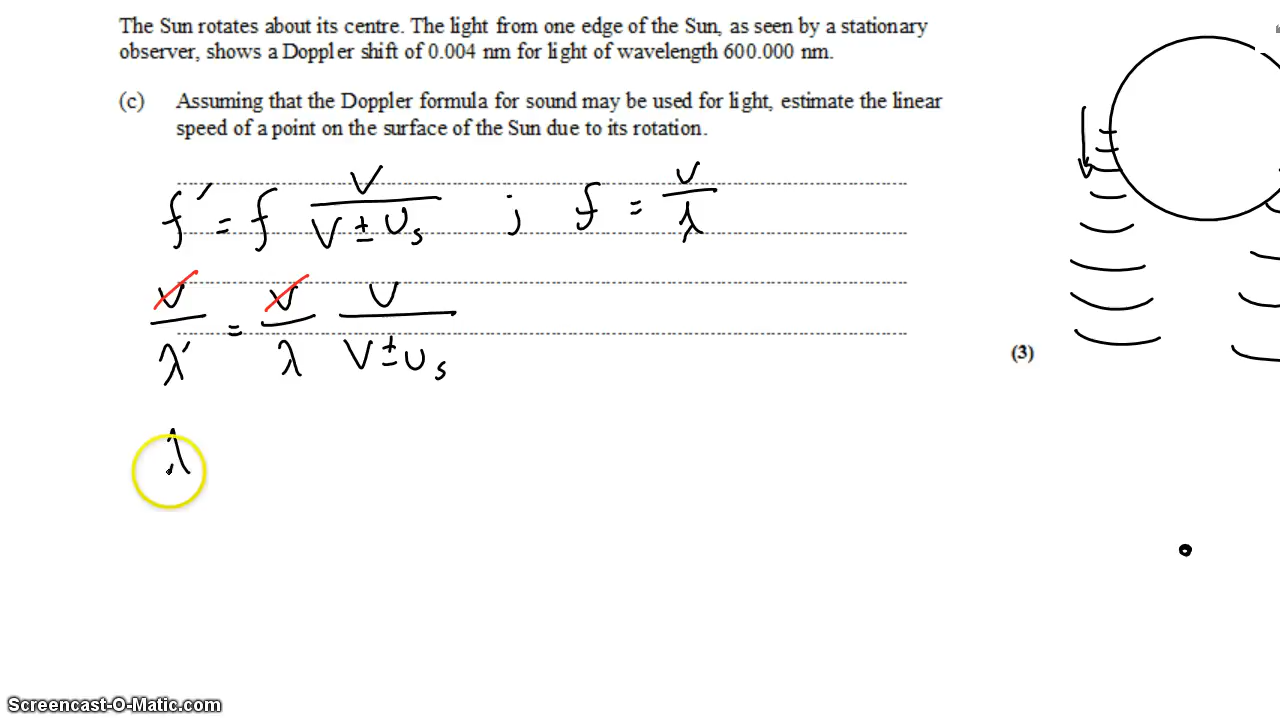 The Sun rotates about its centre. The light from one edge of the Sun, as seen by a stationary
observer, shows a Doppler shift of 0.004 nm for light of wavelength 600.000 nm.
(c) Assuming that the Doppler formula for sound may be used for light, estimate the linear
speed of a point on the surface of the Sun due to its rotation.
f' = f v/(v ± u_s) ; f = v/λ
v/λ' = v/λ v/(v ± u_s)
(3)
λ
Screencast-O-Matic.com